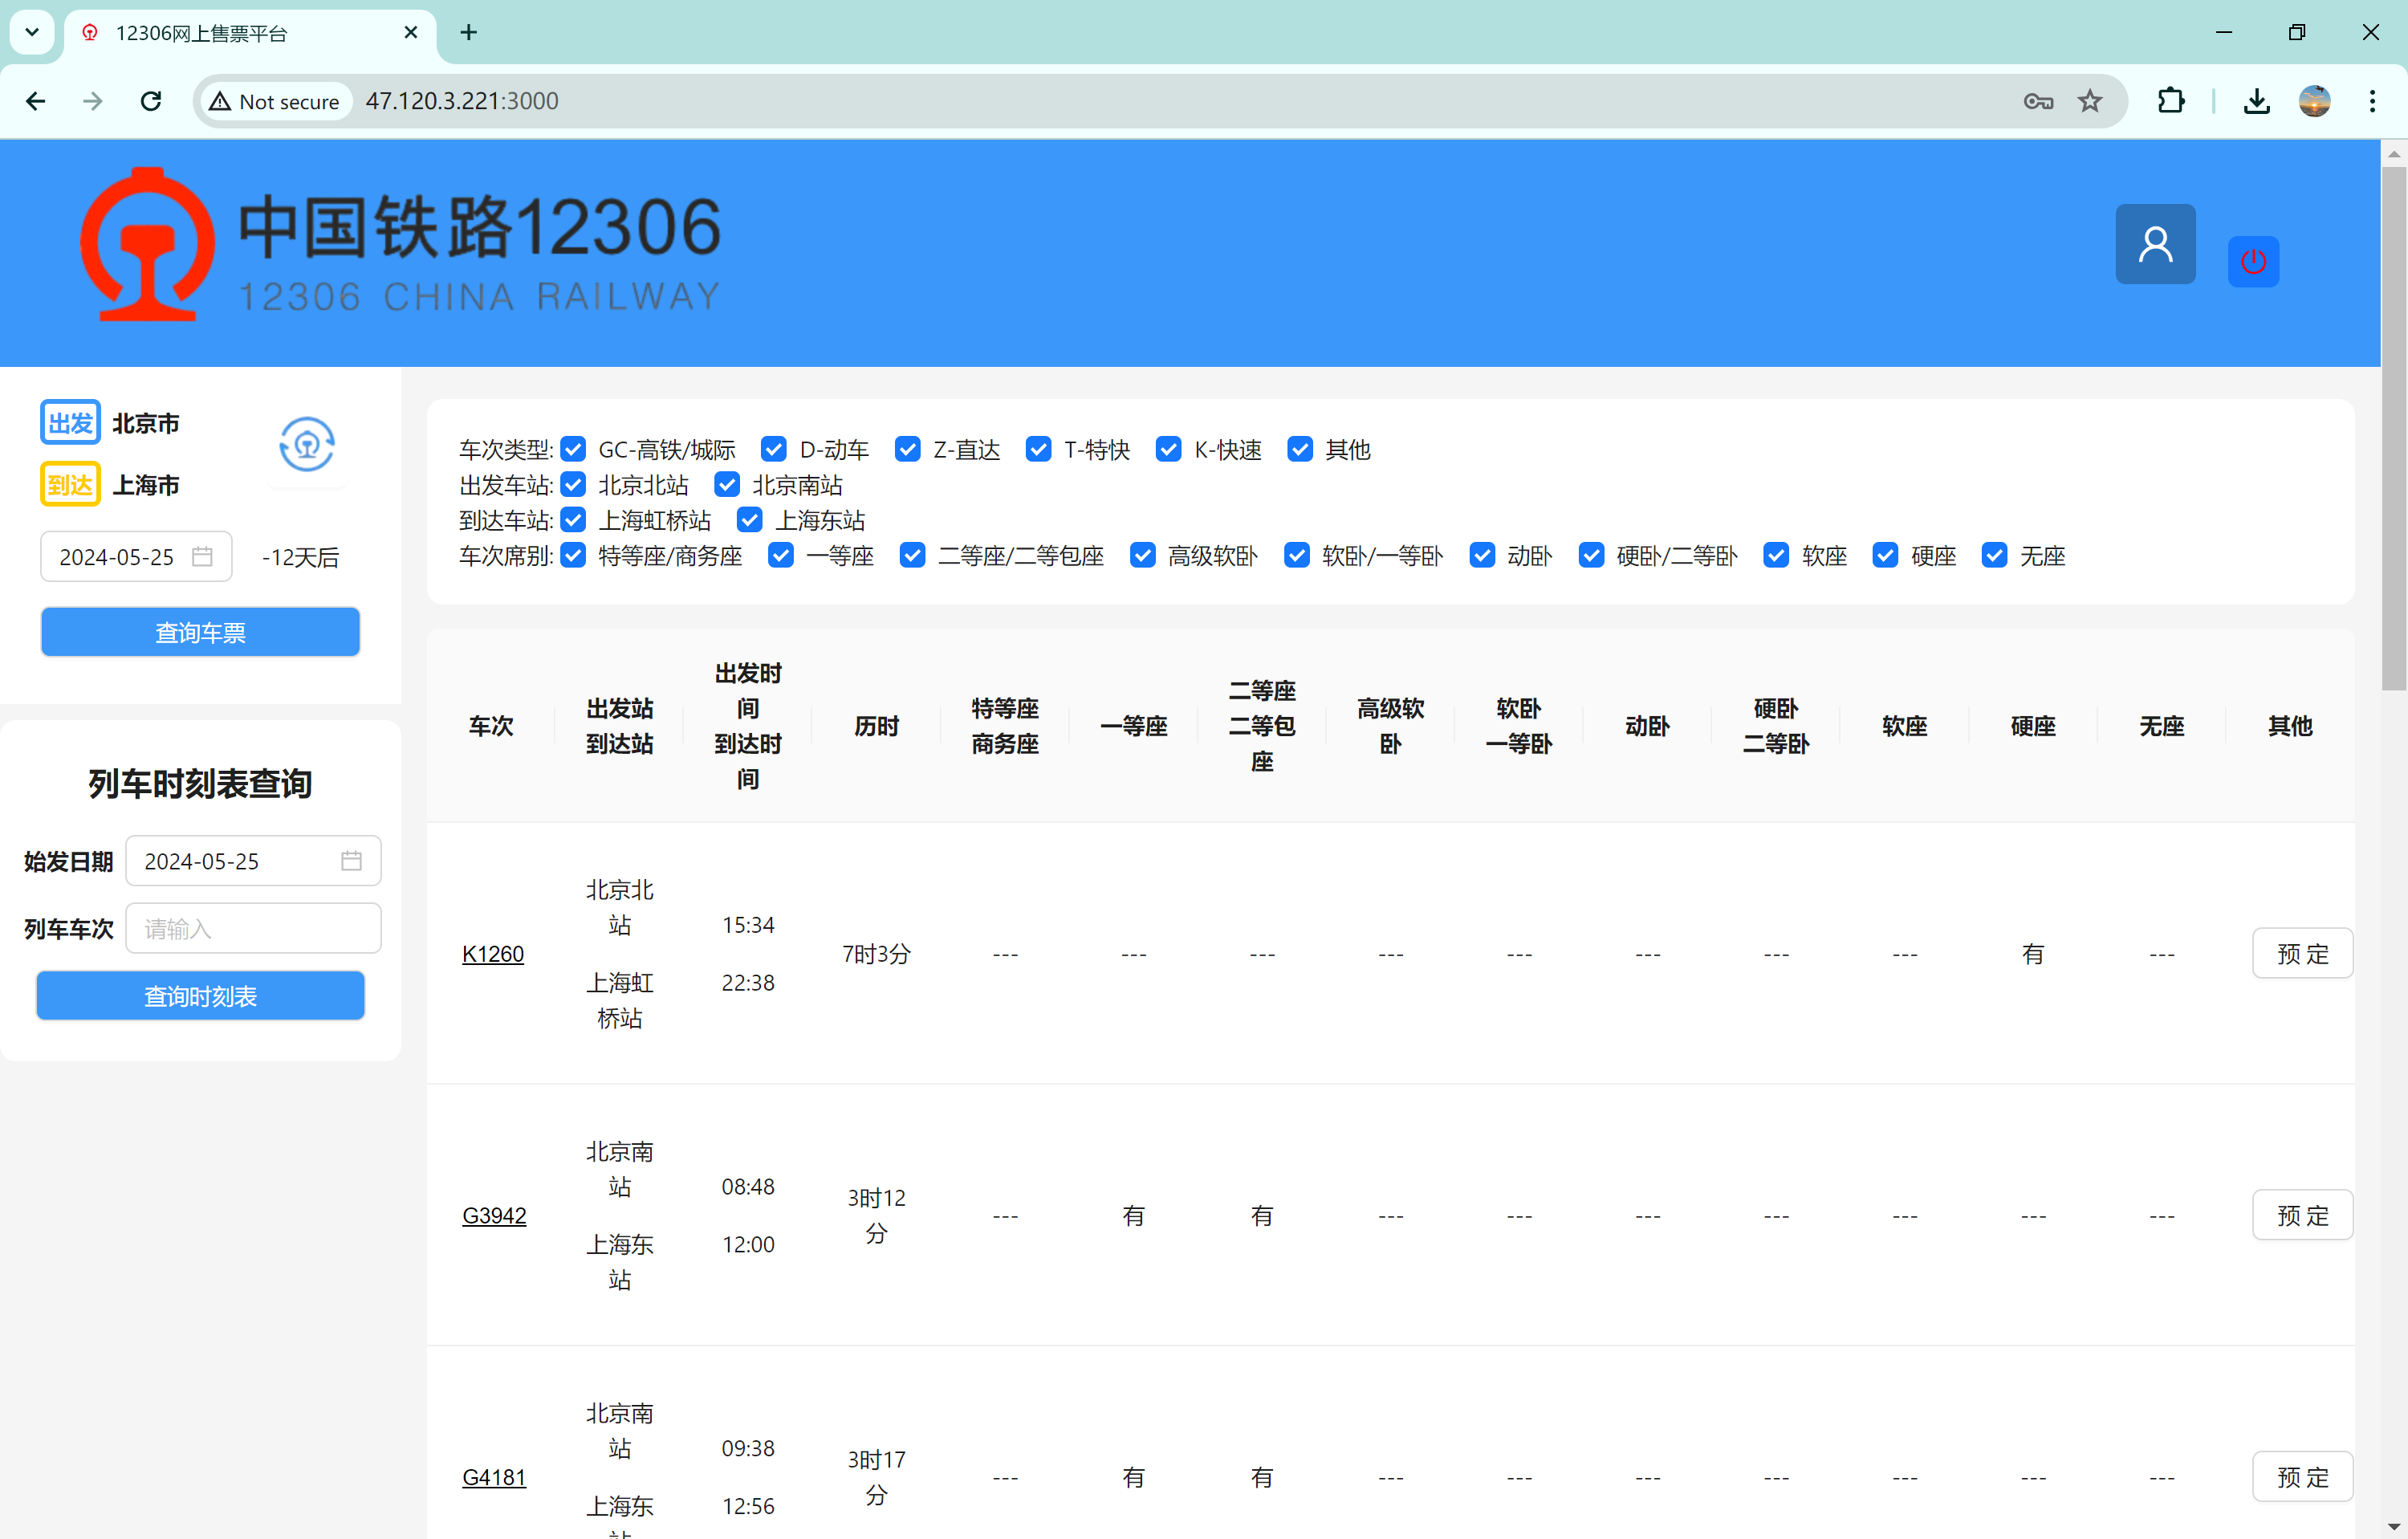 12306网上售票平台
Not secure
47.120.3.221:3000
中国铁路12306
12306 CHINA RAILWAY
出发 北京市
到达 上海市
2024-05-25 -12天后
查询车票
列车时刻表查询
始发日期 2024-05-25
列车车次 请输入
查询时刻表
车次类型: GC-高铁/城际 D-动车 Z-直达 T-特快 K-快速 其他
出发车站: 北京北站 北京南站
到达车站: 上海虹桥站 上海东站
车次席别: 特等座/商务座 一等座 二等座/二等包座 高级软卧 软卧/一等卧 动卧 硬卧/二等卧 软座 硬座 无座
车次
出发站
到达站
出发时
间
到达时
间
历时
特等座
商务座
一等座
二等座
二等包
座
高级软
卧
软卧
一等卧
动卧
硬卧
二等卧
软座
硬座
无座
其他
K1260
北京北
站
上海虹
桥站
15:34
22:38
7时3分
--- --- --- --- --- --- --- --- 有 ---
预 定
G3942
北京南
站
上海东
站
08:48
12:00
3时12
分
--- 有 有 --- --- --- --- --- --- ---
预 定
G4181
北京南
站
上海东
站
09:38
12:56
3时17
分
--- 有 有 --- --- --- --- --- --- ---
预 定